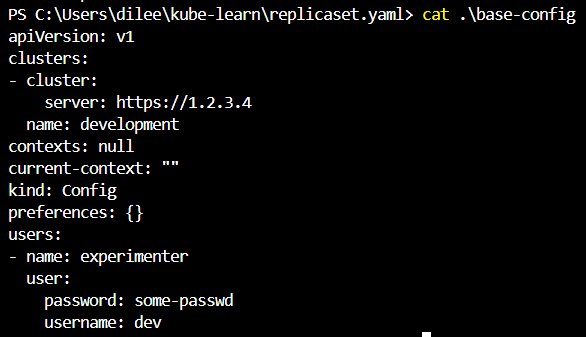 PS C:\Users\dilee\kube-learn\replicaset.yaml> cat .\base-config
apiVersion: v1
clusters:
- cluster:
    server: https://1.2.3.4
  name: development
contexts: null
current-context: ""
kind: Config
preferences: {}
users:
- name: experimenter
  user:
    password: some-passwd
    username: dev